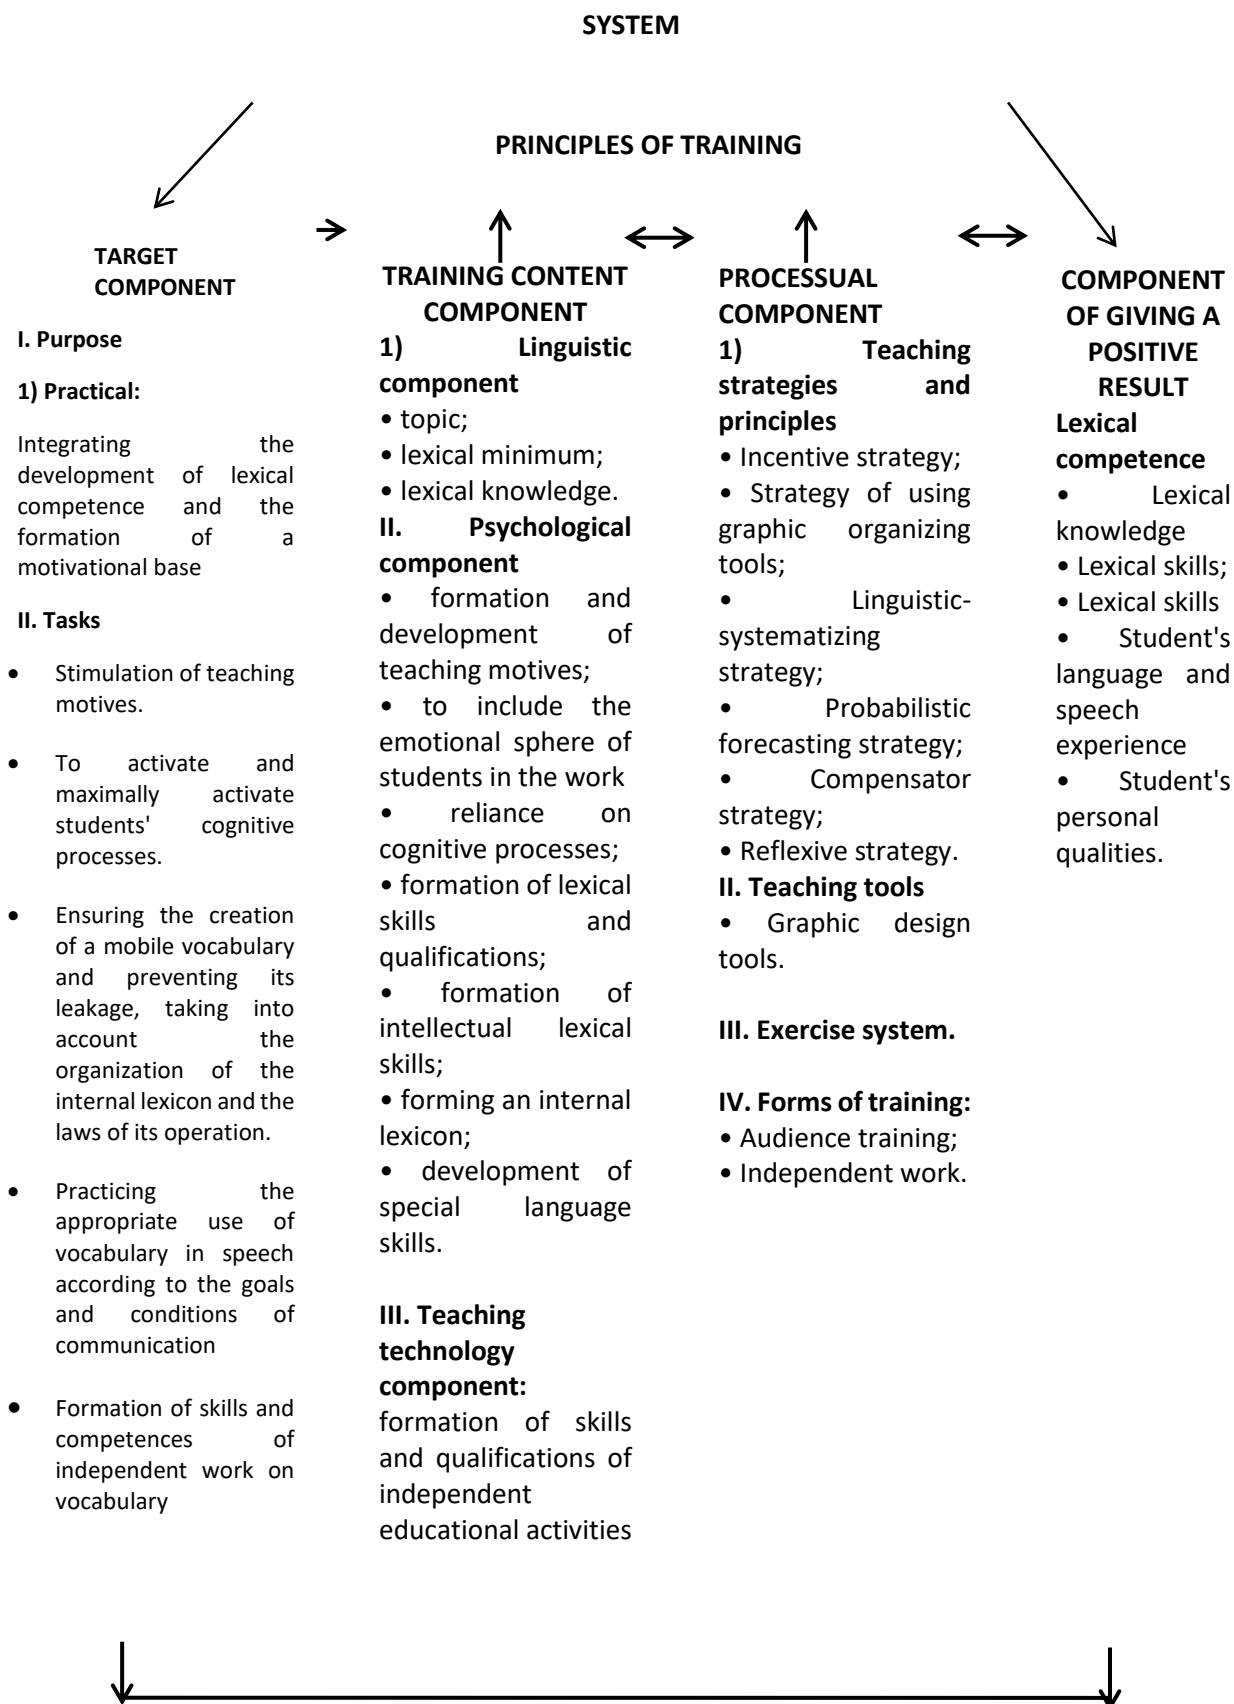 SYSTEM
PRINCIPLES OF TRAINING
TARGET
COMPONENT
I. Purpose
1) Practical:
Integrating the
development of lexical
competence and the
formation of a
motivational base
II. Tasks
• Stimulation of teaching
motives.
• To activate and
maximally activate
students' cognitive
processes.
• Ensuring the creation
of a mobile vocabulary
and preventing its
leakage, taking into
account the
organization of the
internal lexicon and the
laws of its operation.
• Practicing the
appropriate use of
vocabulary in speech
according to the goals
and conditions of
communication
• Formation of skills and
competences of
independent work on
vocabulary
TRAINING CONTENT
COMPONENT
1) Linguistic
component
• topic;
• lexical minimum;
• lexical knowledge.
II. Psychological
component
• formation and
development of
teaching motives;
• to include the
emotional sphere of
students in the work
• reliance on
cognitive processes;
• formation of lexical
skills and
qualifications;
• formation of
intellectual lexical
skills;
• forming an internal
lexicon;
• development of
special language
skills.
III. Teaching
technology
component:
formation of skills
and qualifications of
independent
educational activities
PROCESSUAL
COMPONENT
1) Teaching
strategies and
principles
• Incentive strategy;
• Strategy of using
graphic organizing
tools;
• Linguistic-
systematizing
strategy;
• Probabilistic
forecasting strategy;
• Compensator
strategy;
• Reflexive strategy.
II. Teaching tools
• Graphic design
tools.
III. Exercise system.
IV. Forms of training:
• Audience training;
• Independent work.
COMPONENT
OF GIVING A
POSITIVE
RESULT
Lexical
competence
• Lexical
knowledge
• Lexical skills;
• Lexical skills
• Student's
language and
speech
experience
• Student's
personal
qualities.